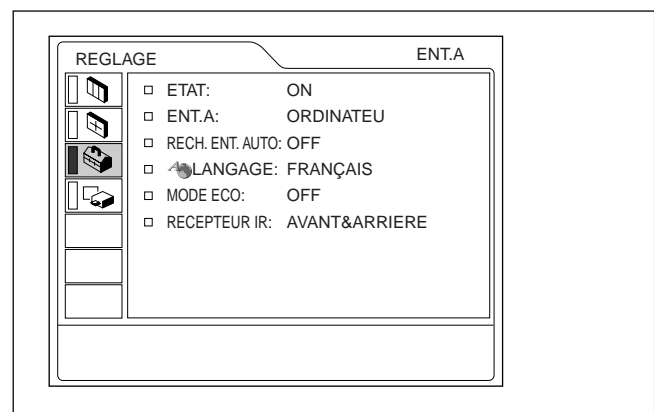 REGLAGE ENT.A
ETAT: ON
ENT.A: ORDINATEU
RECH. ENT. AUTO: OFF
LANGAGE: FRANÇAIS
MODE ECO: OFF
RECEPTEUR IR: AVANT&ARRIERE